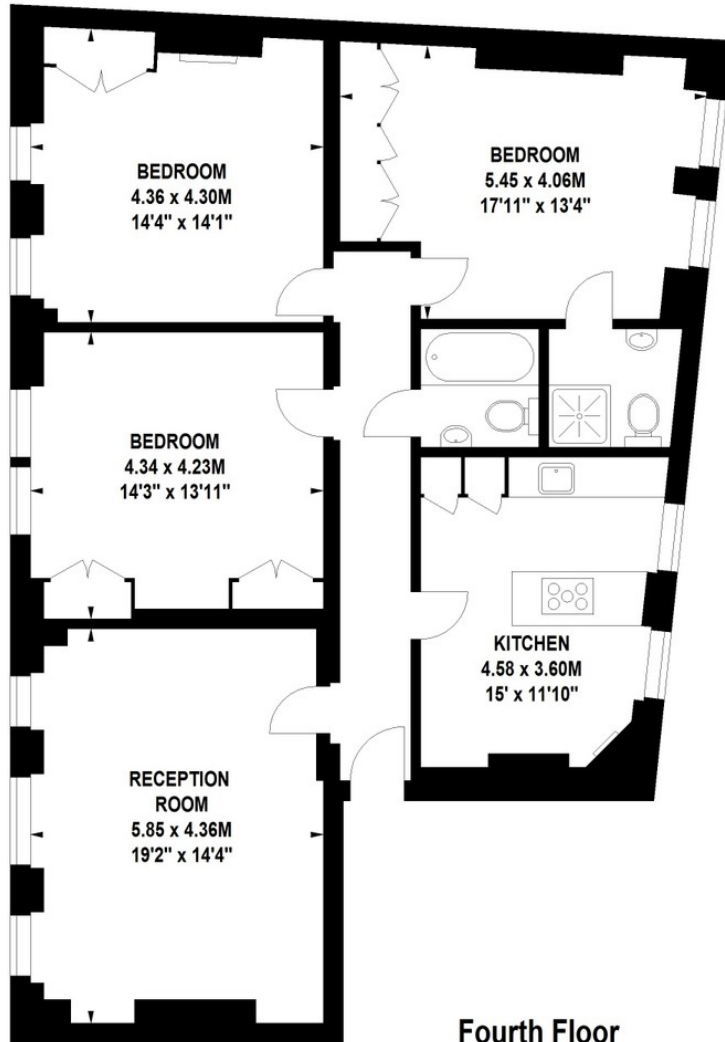 BEDROOM
4.36 x 4.30M
14'4" x 14'1"
BEDROOM
5.45 x 4.06M
17'11" x 13'4"
BEDROOM
4.34 x 4.23M
14'3" x 13'11"
KITCHEN
4.58 x 3.60M
15' x 11'10"
RECEPTION
ROOM
5.85 x 4.36M
19'2" x 14'4"
Fourth Floor